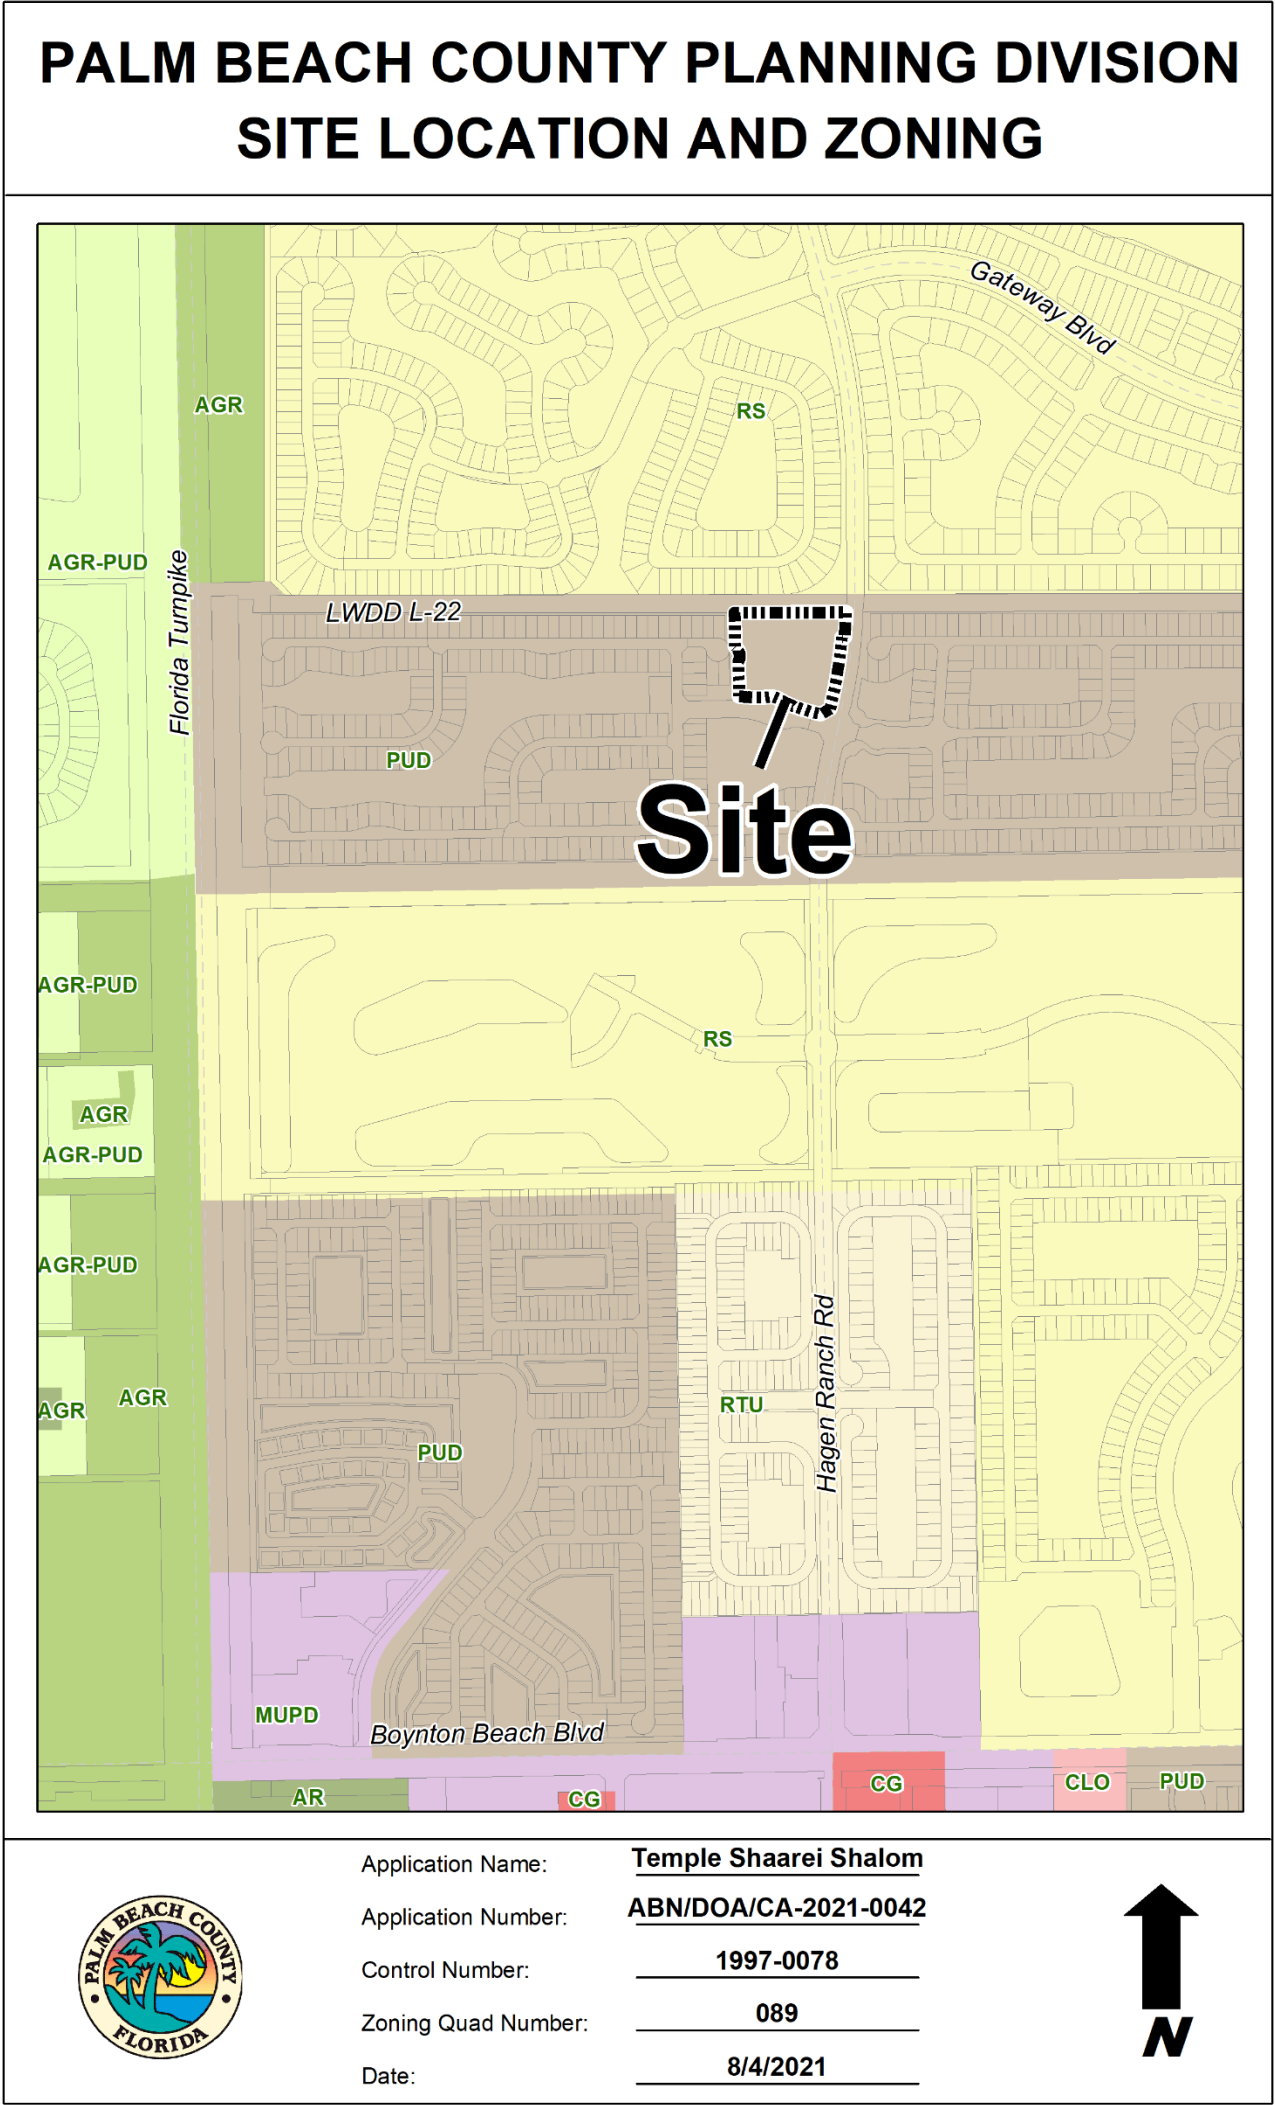 PALM BEACH COUNTY PLANNING DIVISION
SITE LOCATION AND ZONING
Gateway Blvd
AGR
RS
AGR-PUD
Florida Turnpike
LWDD L-22
PUD
Site
AGR-PUD
RS
AGR
AGR-PUD
AGR-PUD
Hagen Ranch Rd
AGR
AGR
RTU
PUD
MUPD
Boynton Beach Blvd
AR
CG
CG
CLO
PUD
Application Name: Temple Shaarei Shalom
Application Number: ABN/DOA/CA-2021-0042
Control Number: 1997-0078
Zoning Quad Number: 089
Date: 8/4/2021
PALM BEACH COUNTY
FLORIDA
N